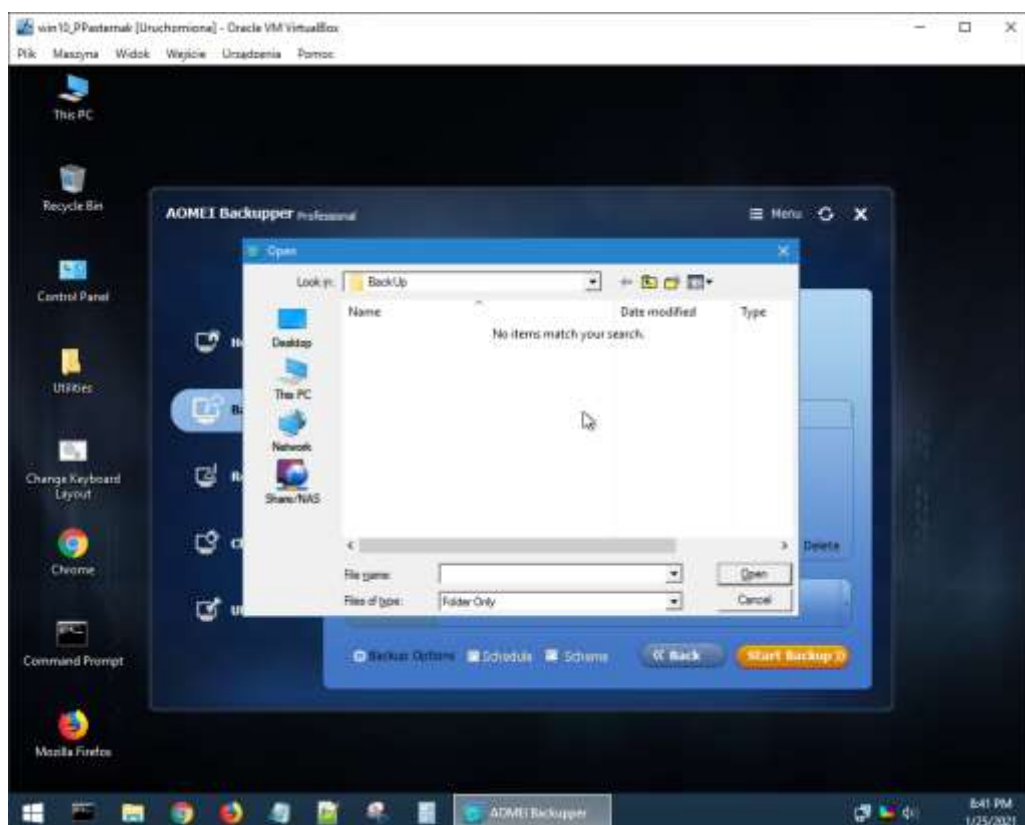 win10_PPasternak [Uruchomiona] - Oracle VM VirtualBox
Plik Maszyna Widok Wejście Urządzenia Pomoc
This PC
Recycle Bin
AOMEI Backupper Professional
Menu
Open
Look in:
BackUp
Control Panel
Name Date modified Type
No items match your search.
Desktop
This PC
Utilities
Network
Change Keyboard
Layout
Share/NAS
Delete
Chrome
File name:
Open
Files of type:
Folder Only
Cancel
Command Prompt
Backup Options Schedule Scheme
Back
Start Backup
Mozilla Firefox
AOMEI Backupper
8:41 PM
1/25/2021